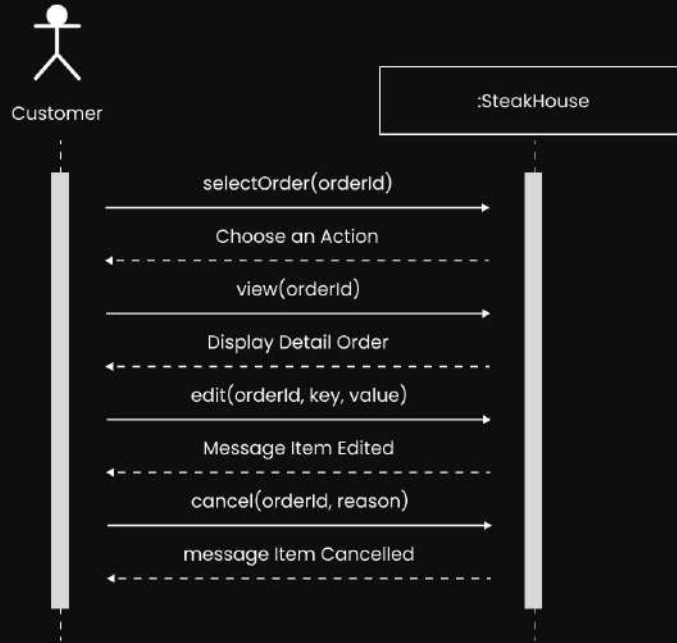 Customer
:SteakHouse
selectOrder(orderId)
Choose an Action
view(orderId)
Display Detail Order
edit(orderId, key, value)
Message Item Edited
cancel(orderId, reason)
message Item Cancelled